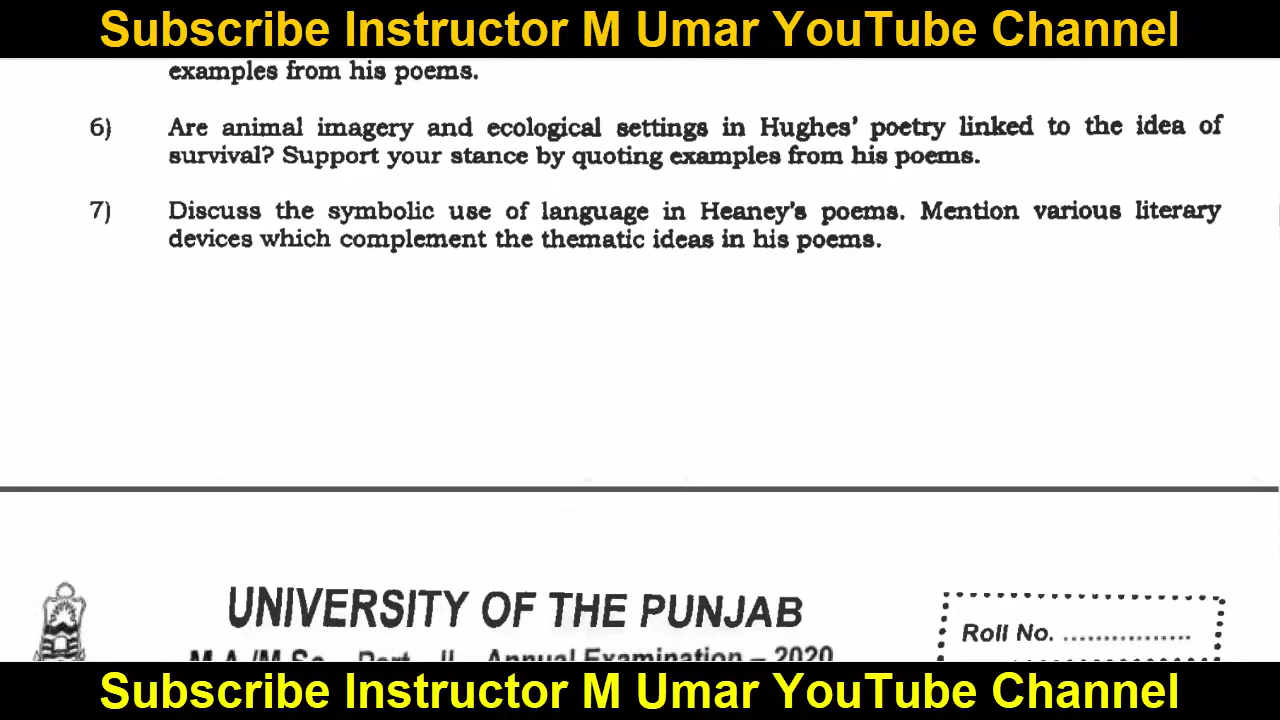 Subscribe Instructor M Umar YouTube Channel
examples from his poems.
6) Are animal imagery and ecological settings in Hughes' poetry linked to the idea of
survival? Support your stance by quoting examples from his poems.
7) Discuss the symbolic use of language in Heaney's poems. Mention various literary
devices which complement the thematic ideas in his poems.
UNIVERSITY OF THE PUNJAB
Roll No. ................
M.A./M.Sc. Part – II Annual Examination – 2020
Subscribe Instructor M Umar YouTube Channel